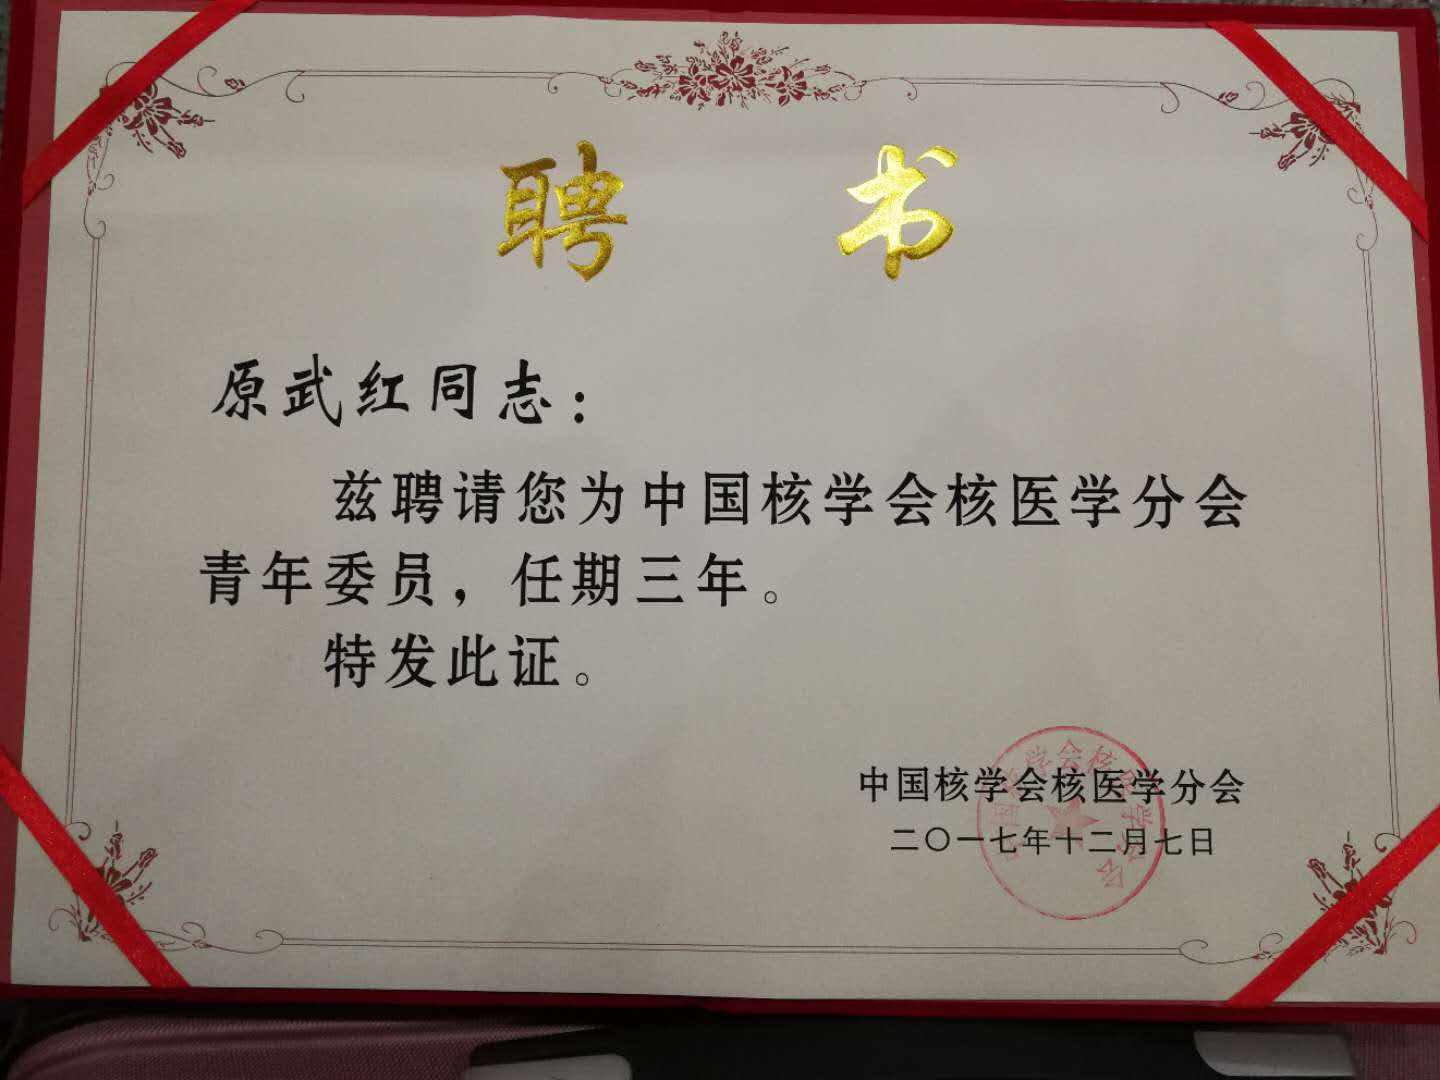 聘书
原武红同志：
兹聘请您为中国核学会核医学分会
青年委员，任期三年。
特发此证。
中国核学会核医学分会
二〇一七年十二月七日